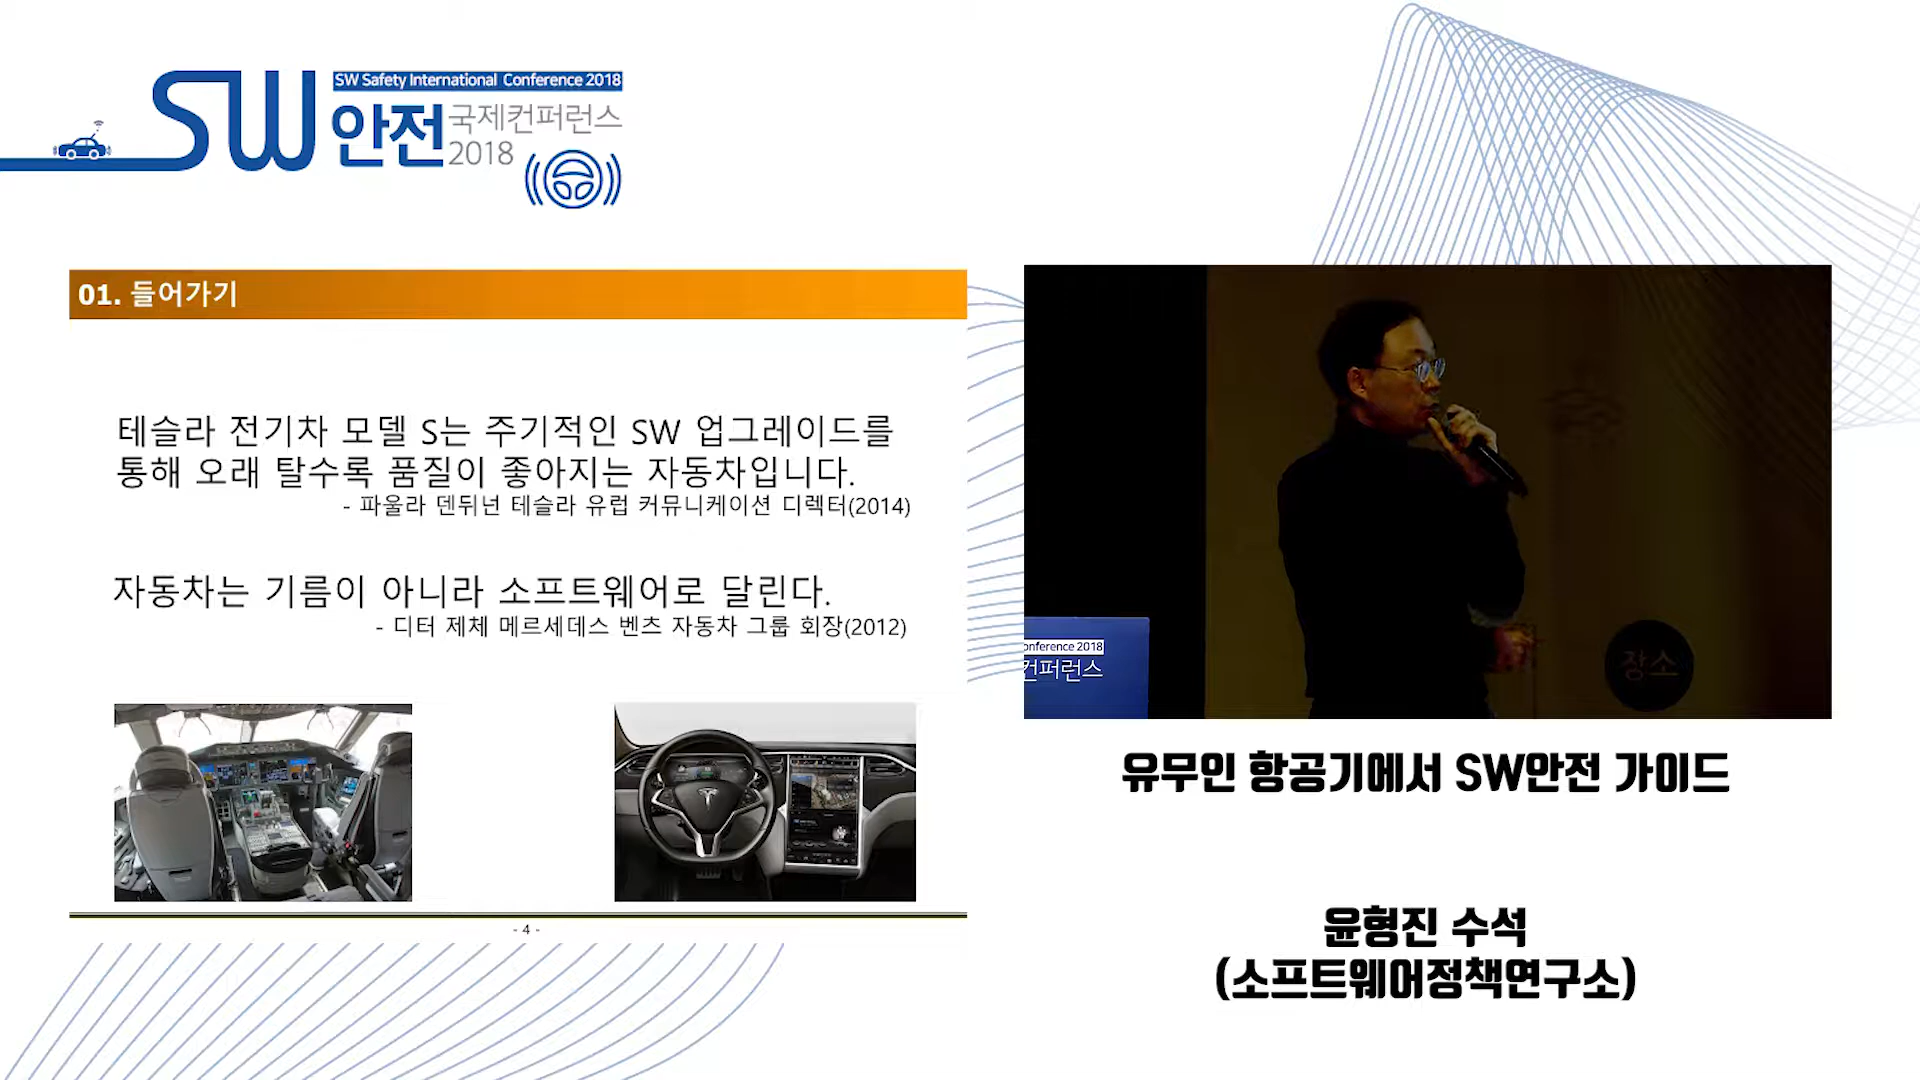 SW Safety International Conference 2018
SW 안전 국제컨퍼런스
2018
01. 들어가기
테슬라 전기차 모델 S는 주기적인 SW 업그레이드를
통해 오래 탈수록 품질이 좋아지는 자동차입니다.
- 파울라 덴뒤넌 테슬라 유럽 커뮤니케이션 디렉터(2014)
자동차는 기름이 아니라 소프트웨어로 달린다.
- 디터 제체 메르세데스 벤츠 자동차 그룹 회장(2012)
- 4 -
onference 2018
컨퍼런스
장소
유무인 항공기에서 SW안전 가이드
윤형진 수석
(소프트웨어정책연구소)